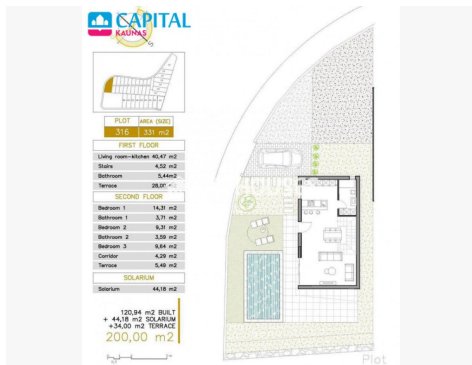 CAPITAL
KAUNAS
S
PLOT AREA (SIZE)
316 331 m2
FIRST FLOOR
Living room-kitchen 40,47 m2
Stairs 4,52 m2
Bathroom 5,44m2
Terrace 28,00 m2
SECOND FLOOR
Bedroom 1 14,31 m2
Bathroom 1 3,71 m2
Bedroom 2 9,31 m2
Bathroom 2 3,59 m2
Bedroom 3 9,64 m2
Corridor 4,29 m2
Terrace 5,49 m2
SOLARIUM
Solarium 44,18 m2
120,94 m2 BUILT
+ 44,18 m2 SOLARIUM
+34,00 m2 TERRACE
200,00 m2
Plot